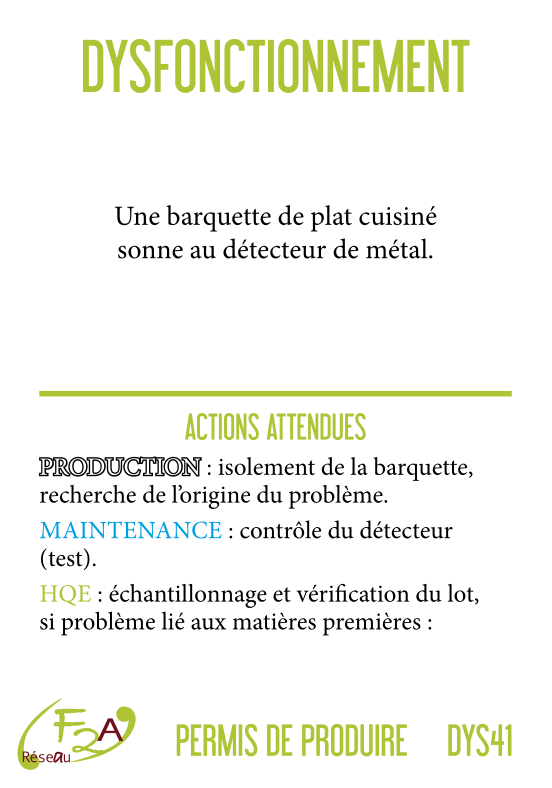 DYSFONCTIONNEMENT
Une barquette de plat cuisiné
sonne au détecteur de métal.
ACTIONS ATTENDUES
PRODUCTION : isolement de la barquette,
recherche de l’origine du problème.
MAINTENANCE : contrôle du détecteur
(test).
HQE : échantillonnage et vérification du lot,
si problème lié aux matières premières :
F2A
Réseau
PERMIS DE PRODUIRE DYS41